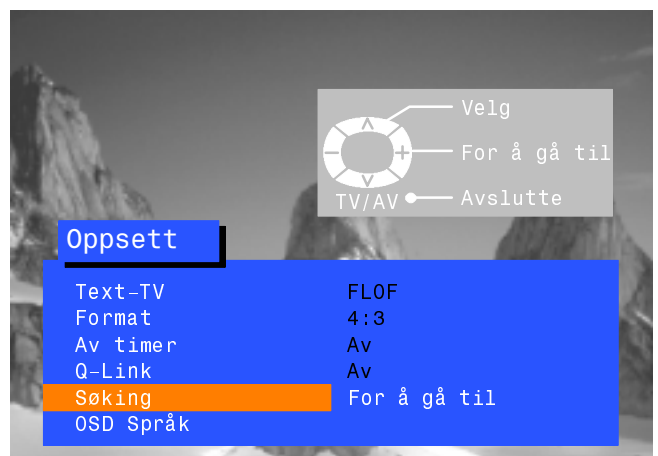 Velg
For å gå til
TV/AV Avslutte
Oppsett
Text-TV FLOF
Format 4:3
Av timer Av
Q-Link Av
Søking For å gå til
OSD Språk